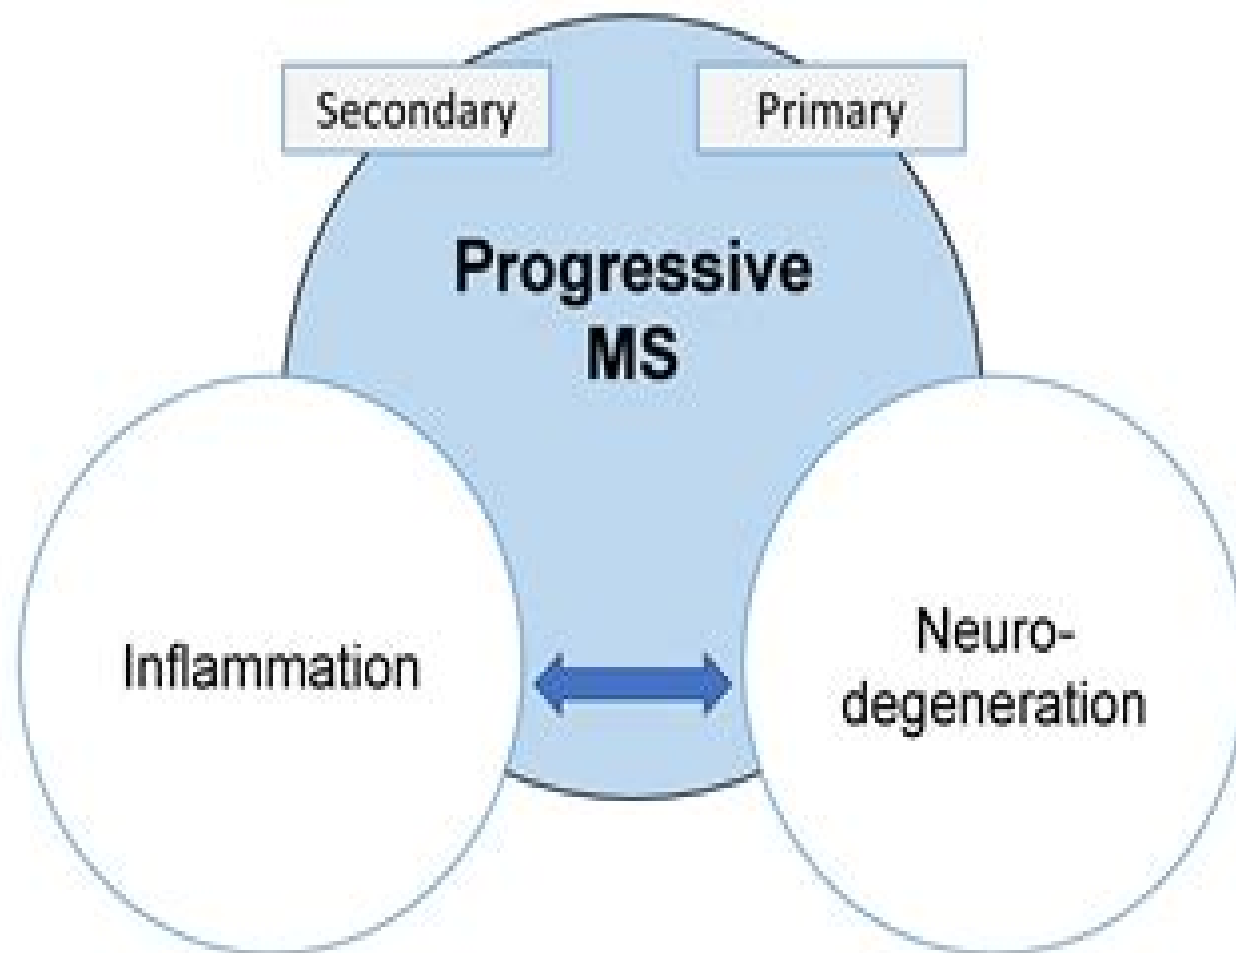 Secondary
Primary
Progressive
MS
Inflammation
Neuro-
degeneration